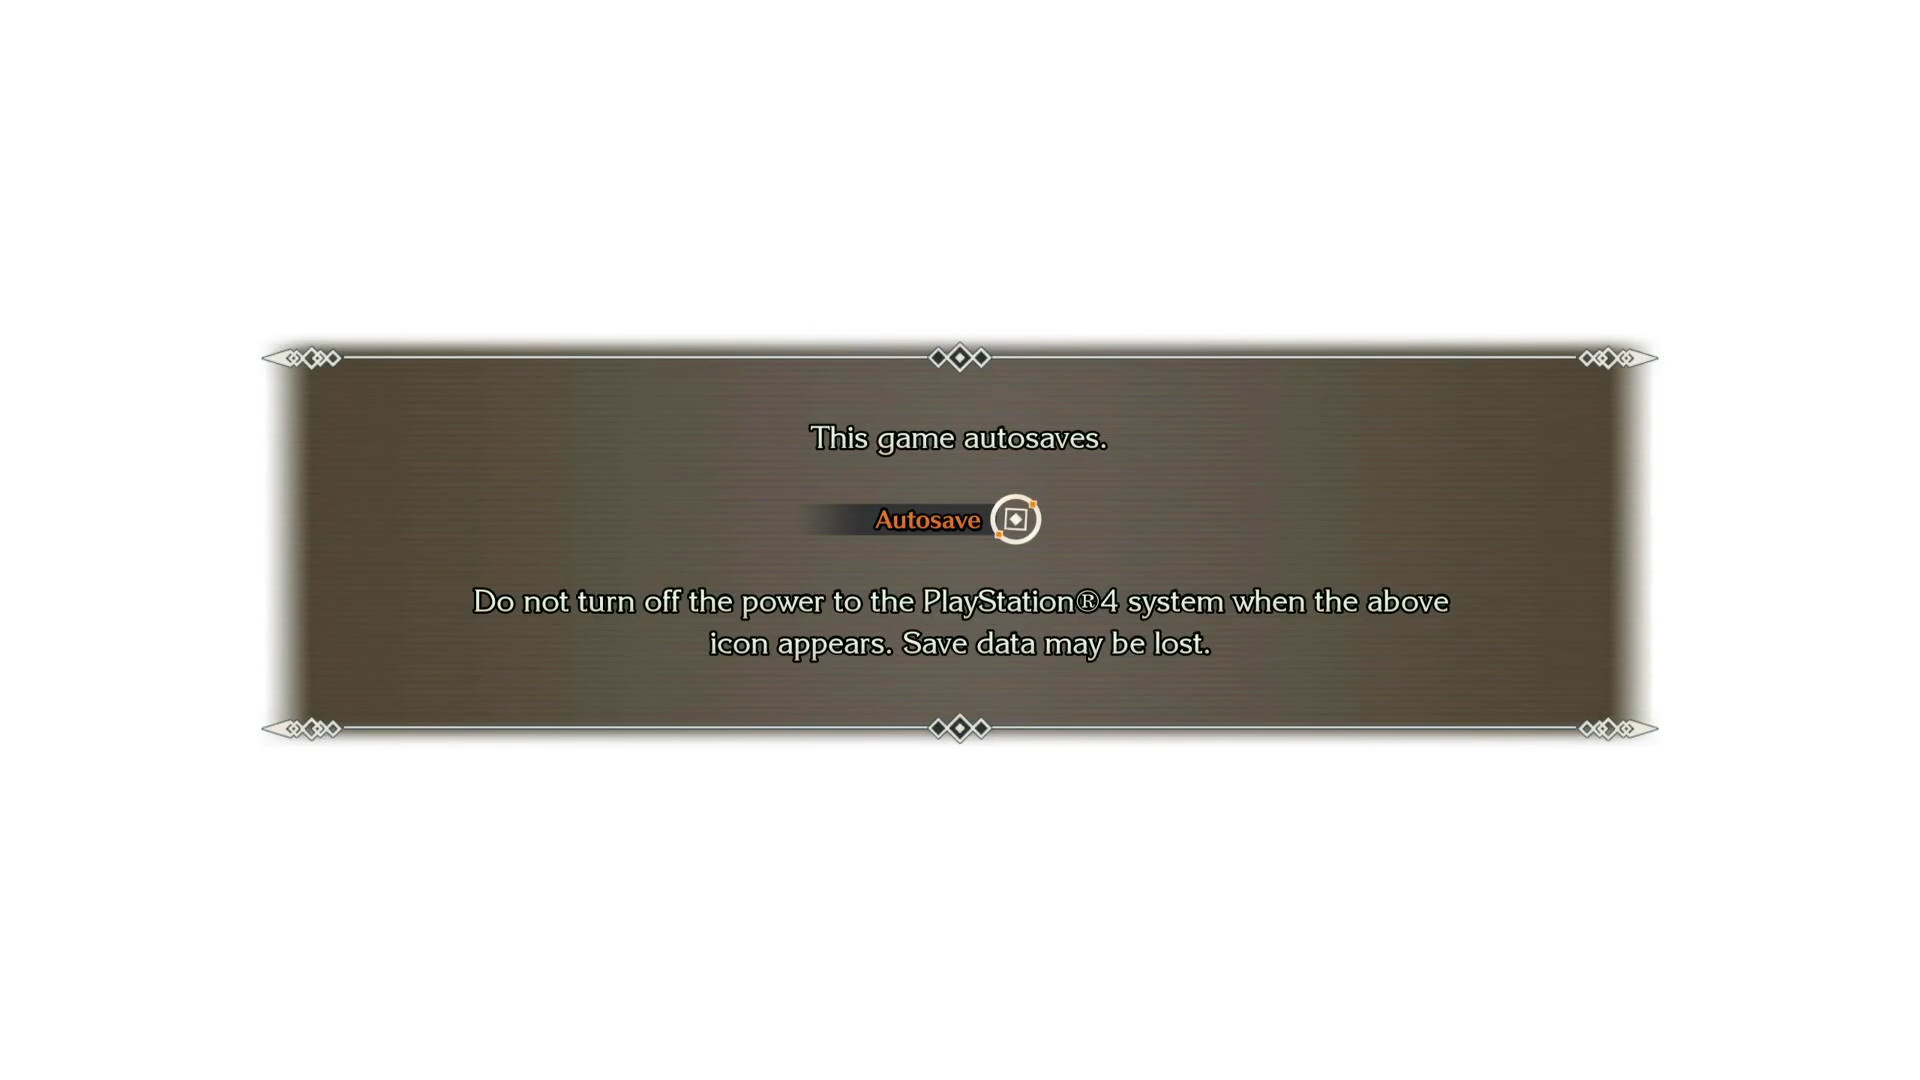 This game autosaves.
Autosave
Do not turn off the power to the PlayStation®4 system when the above
icon appears. Save data may be lost.